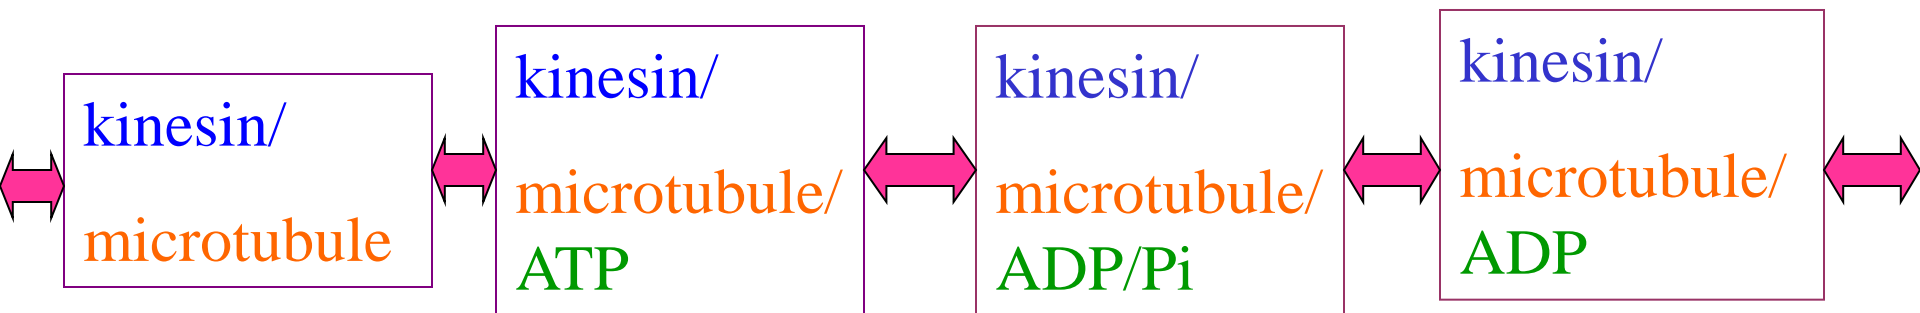 kinesin/
microtubule
kinesin/
microtubule/
ATP
kinesin/
microtubule/
ADP/Pi
kinesin/
microtubule/
ADP